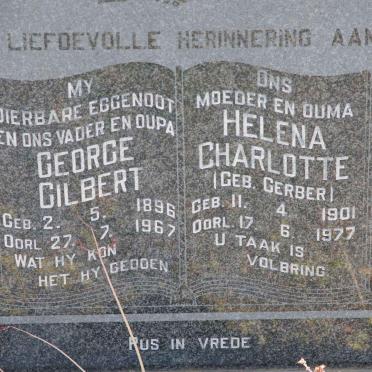 LIEFDEVOLLE HERINNERING AAN
MY
DIERBARE EGGENOOT
EN ONS VADER EN OUPA
GEORGE
GILBERT
GEB. 2. 5. 1896
OORL. 27. 7. 1967
WAT HY KON
HET HY GEDOEN
ONS
MOEDER EN OUMA
HELENA
CHARLOTTE
(GEB. GERBER)
GEB. 11. 4. 1901
OORL. 17. 6. 1977
U TAAK IS
VOLBRING
RUS IN VREDE